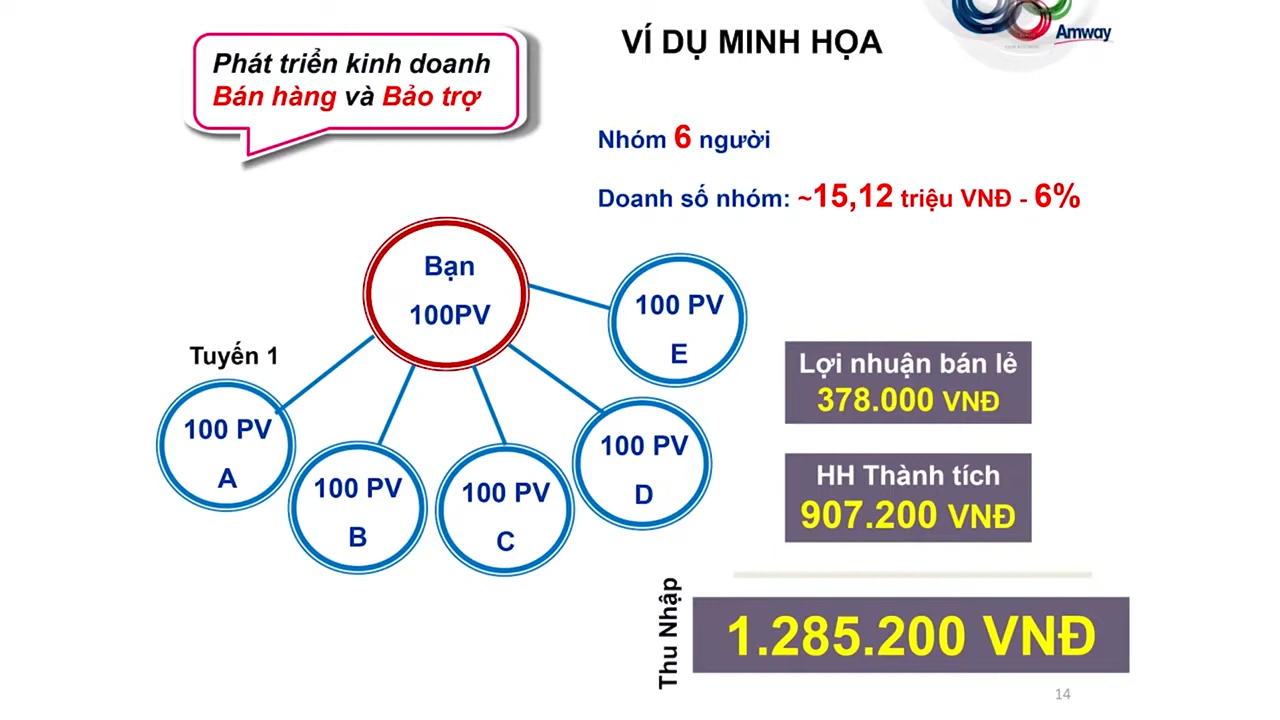 Phát triển kinh doanh
Bán hàng và Bảo trợ
VÍ DỤ MINH HỌA
Amway
Nhóm 6 người
Doanh số nhóm: ~15,12 triệu VNĐ - 6%
Bạn
100PV
100 PV
E
Tuyến 1
100 PV
A
100 PV
B
100 PV
C
100 PV
D
Lợi nhuận bán lẻ
378.000 VNĐ
HH Thành tích
907.200 VNĐ
Thu Nhập
1.285.200 VNĐ
14